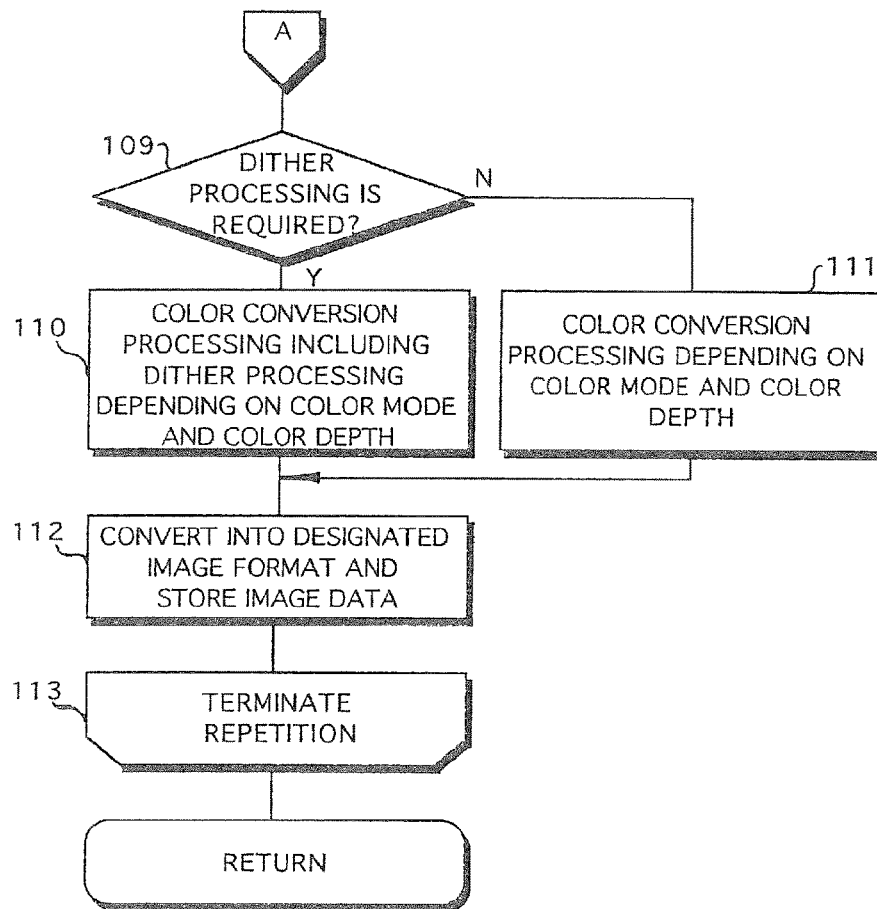 A
109
DITHER
PROCESSING IS
REQUIRED?
N
Y
110
COLOR CONVERSION
PROCESSING INCLUDING
DITHER PROCESSING
DEPENDING ON COLOR MODE
AND COLOR DEPTH
111
COLOR CONVERSION
PROCESSING DEPENDING ON
COLOR MODE AND COLOR
DEPTH
112
CONVERT INTO DESIGNATED
IMAGE FORMAT AND
STORE IMAGE DATA
113
TERMINATE
REPETITION
RETURN